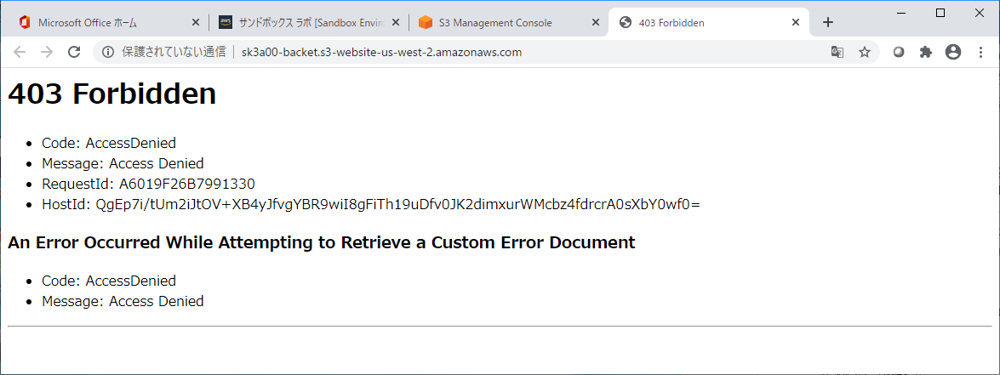 Microsoft Office ホーム
aws
サンドボックス ラボ [Sandbox Enviro
S3 Management Console
403 Forbidden
保護されていない通信
sk3a00-backet.s3-website-us-west-2.amazonaws.com
403 Forbidden
• Code: AccessDenied
• Message: Access Denied
• RequestId: A6019F26B7991330
• HostId: QgEp7i/tUm2iJtOV+XB4yJfvgYBR9wiI8gFiTh19uDfv0JK2dimxurWMcbz4fdrcrA0sXbY0wf0=
An Error Occurred While Attempting to Retrieve a Custom Error Document
• Code: AccessDenied
• Message: Access Denied